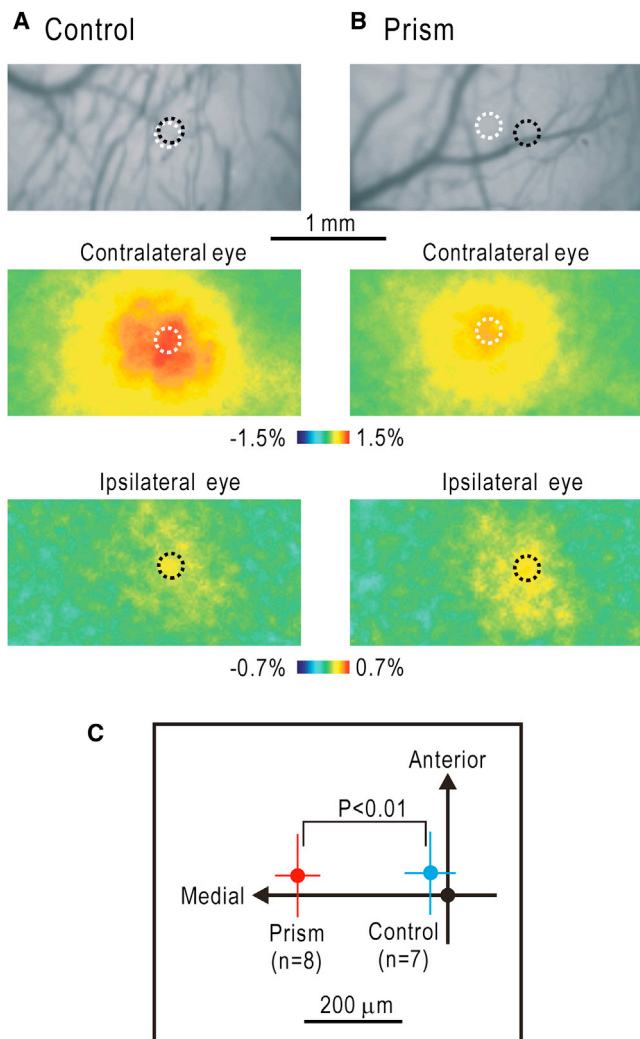 A Control
B Prism
1 mm
Contralateral eye
Contralateral eye
-1.5% 1.5%
Ipsilateral eye
Ipsilateral eye
-0.7% 0.7%
C
Anterior
P<0.01
Medial
Prism
(n=8)
Control
(n=7)
200 μm